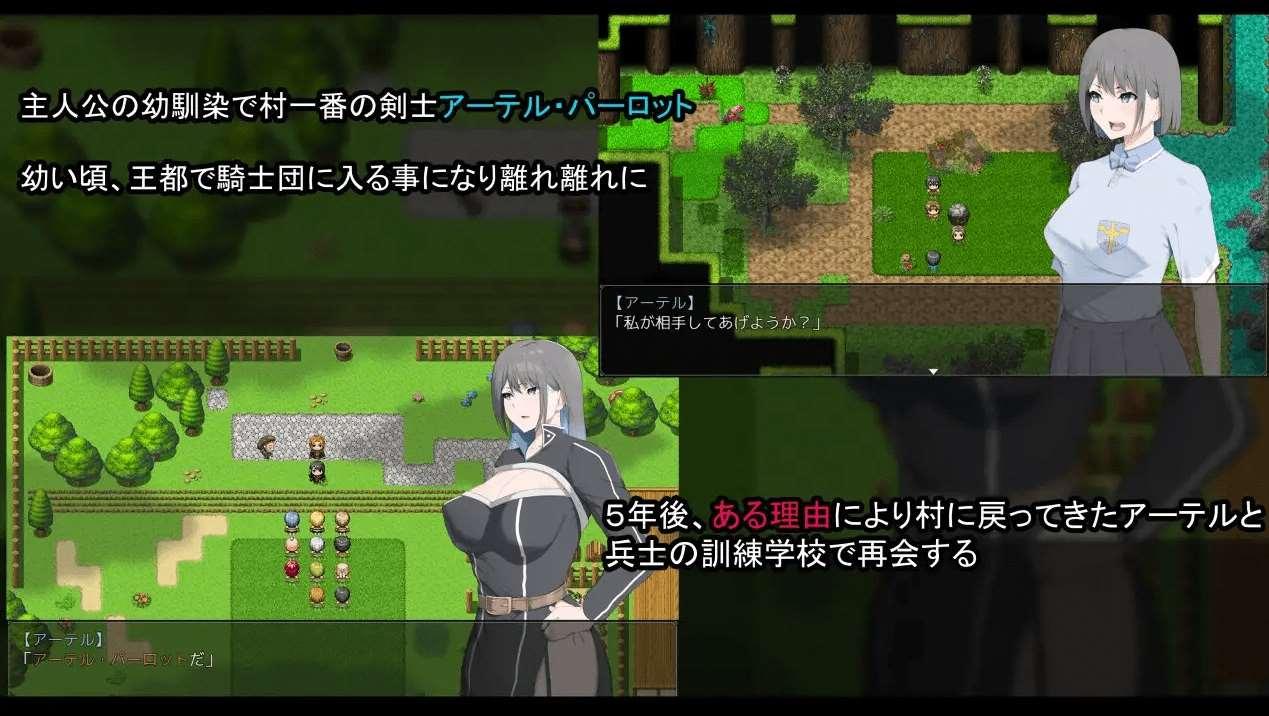 主人公の幼馴染で村一番の剣士アーテル・パーロット
幼い頃、王都で騎士団に入る事になり離れ離れに
【アーテル】
「私が相手してあげようか？」
５年後、ある理由により村に戻ってきたアーテルと
兵士の訓練学校で再会する
【アーテル】
「アーテル・パーロットだ」